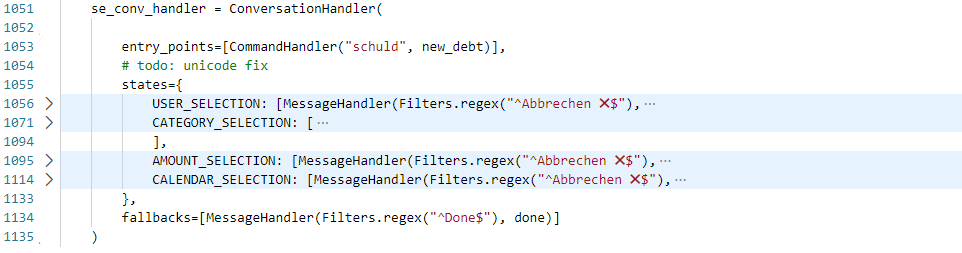 1051 se_conv_handler = ConversationHandler(
1052
1053 entry_points=[CommandHandler("schuld", new_debt)],
1054 # todo: unicode fix
1055 states={
1056 > USER_SELECTION: [MessageHandler(Filters.regex("^Abbrechen ❌$"), ···
1071 > CATEGORY_SELECTION: [ ···
1094 ],
1095 > AMOUNT_SELECTION: [MessageHandler(Filters.regex("^Abbrechen ❌$"), ···
1114 > CALENDAR_SELECTION: [MessageHandler(Filters.regex("^Abbrechen ❌$"), ···
1133 },
1134 fallbacks=[MessageHandler(Filters.regex("^Done$"), done)]
1135 )